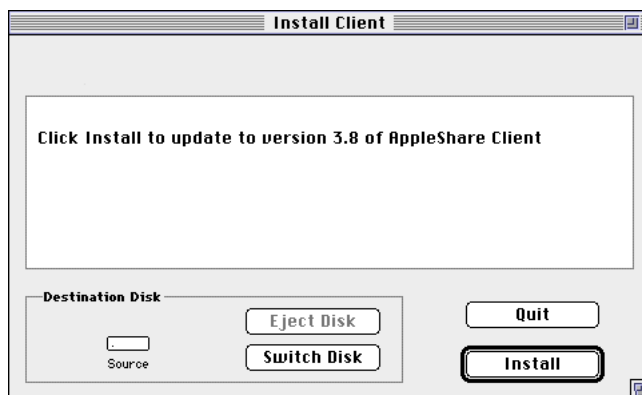 Install Client
Click Install to update to version 3.8 of AppleShare Client
Destination Disk
Eject Disk
Quit
Source
Switch Disk
Install